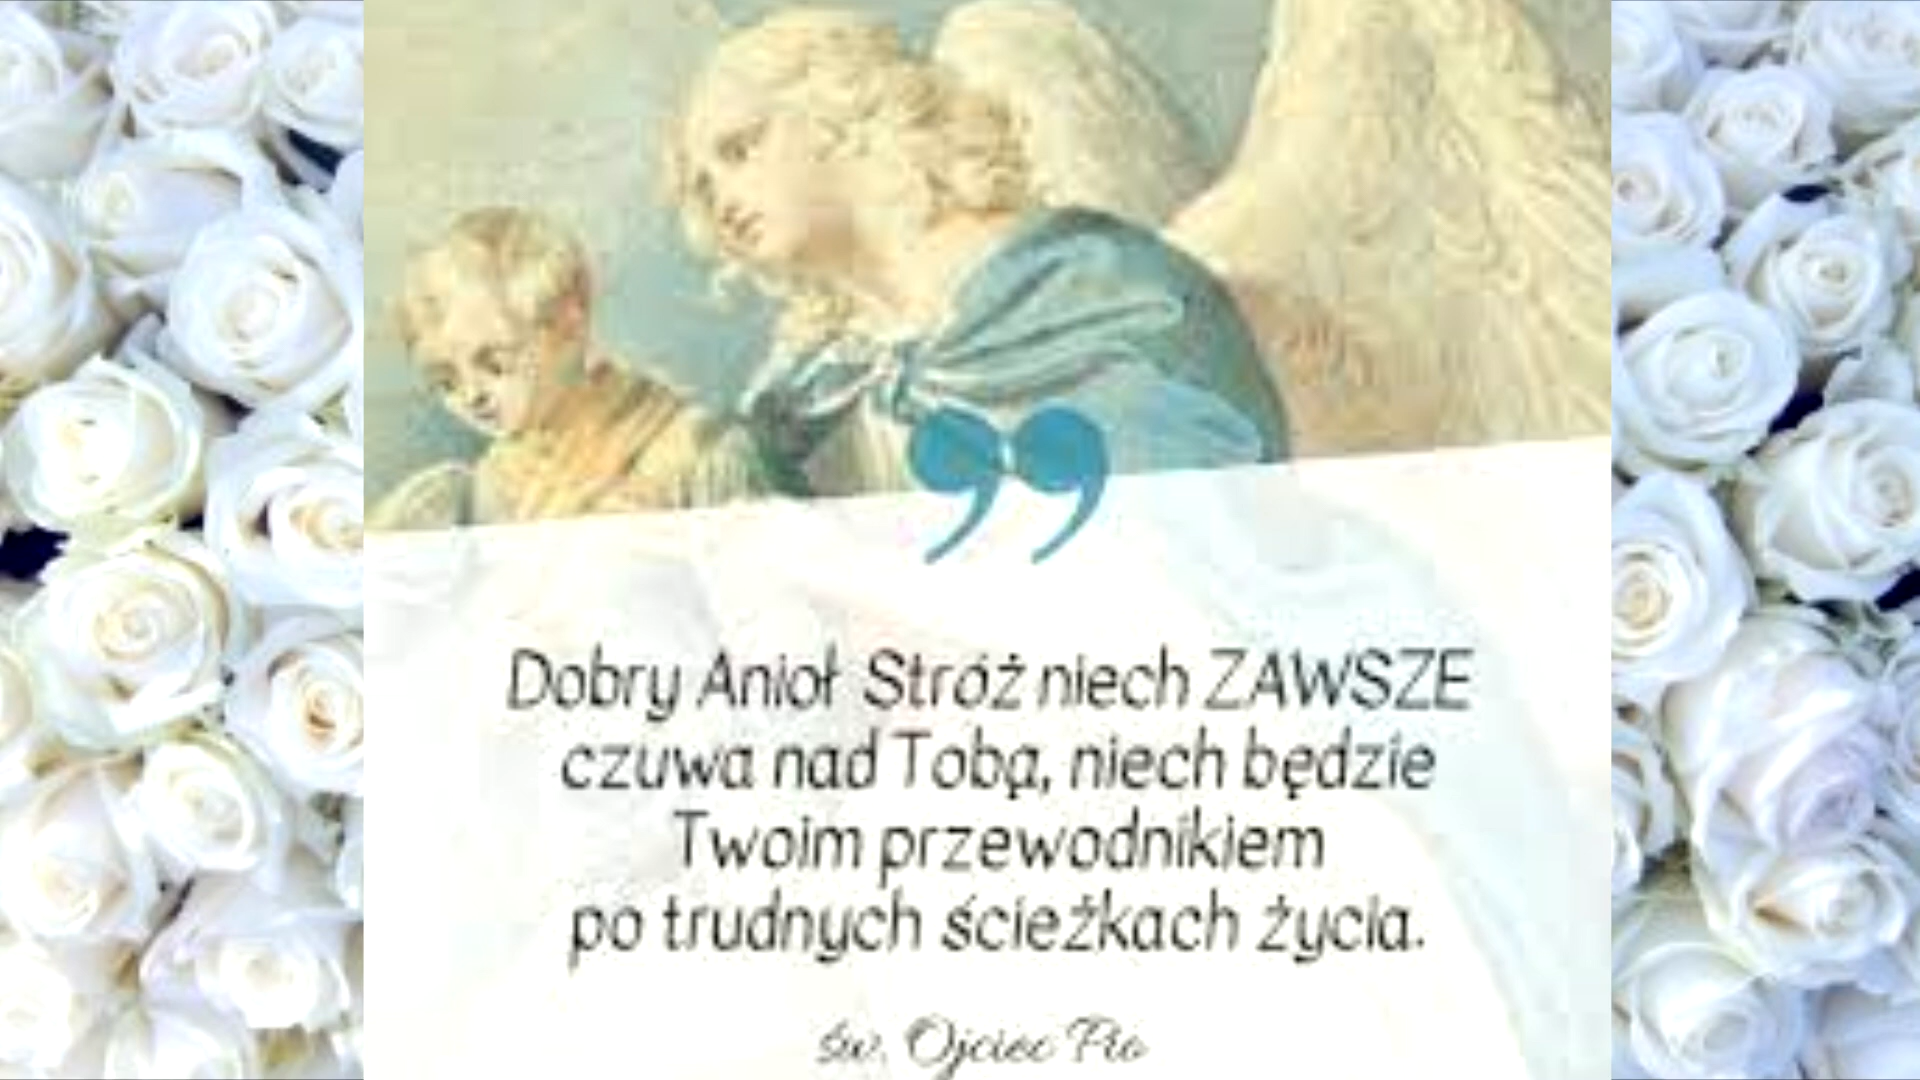 Dobry Anioł Stróż niech ZAWSZE
czuwa nad Tobą, niech będzie
Twoim przewodnikiem
po trudnych ścieżkach życia.
św. Ojciec Pio